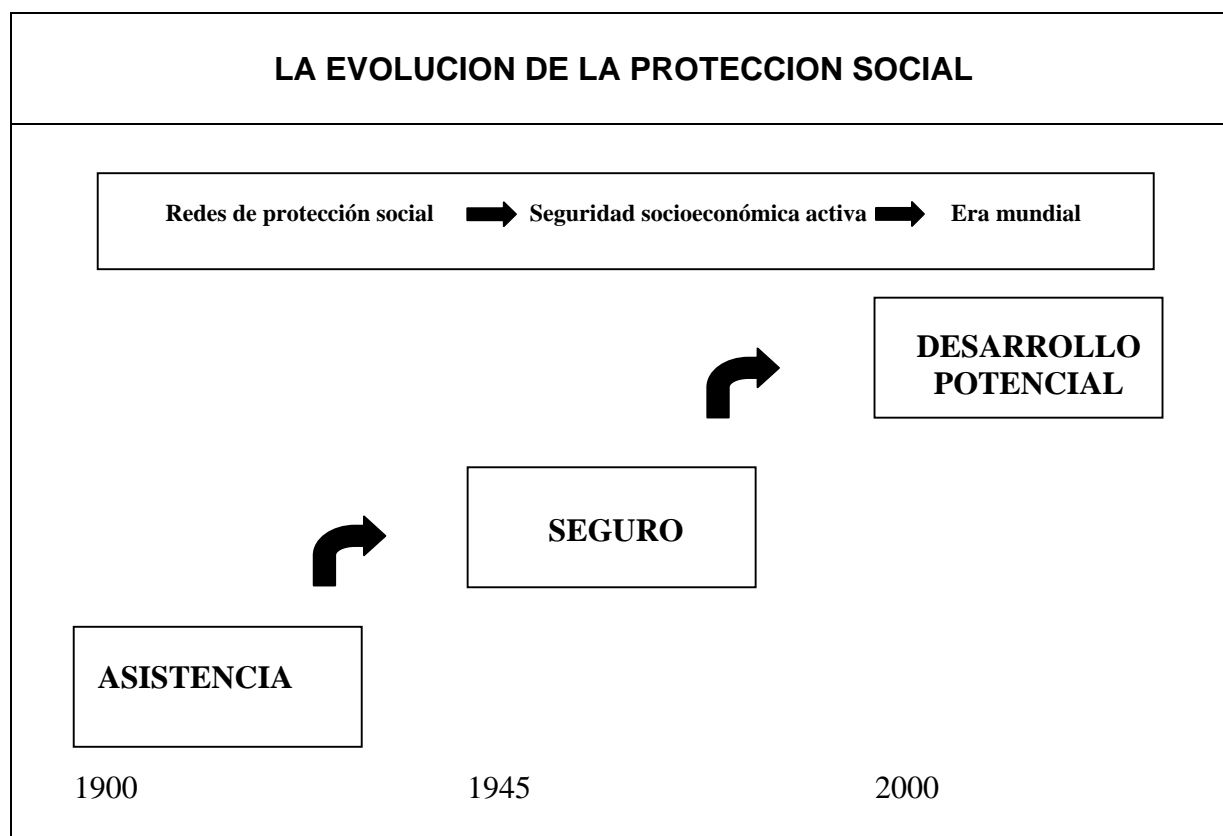 LA EVOLUCION DE LA PROTECCION SOCIAL
Redes de protección social Seguridad socioeconómica activa Era mundial
DESARROLLO
POTENCIAL
SEGURO
ASISTENCIA
1900 1945 2000